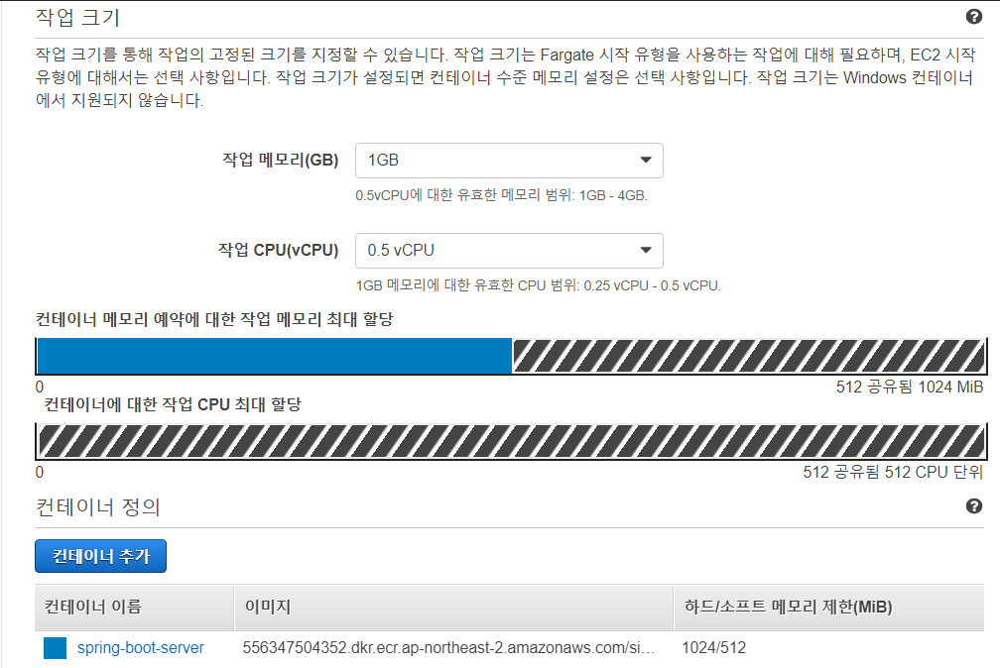 작업 크기
작업 크기를 통해 작업의 고정된 크기를 지정할 수 있습니다. 작업 크기는 Fargate 시작 유형을 사용하는 작업에 대해 필요하며, EC2 시작
유형에 대해서는 선택 사항입니다. 작업 크기가 설정되면 컨테이너 수준 메모리 설정은 선택 사항입니다. 작업 크기는 Windows 컨테이너
에서 지원되지 않습니다.
작업 메모리(GB) 1GB
0.5vCPU에 대한 유효한 메모리 범위: 1GB - 4GB.
작업 CPU(vCPU) 0.5 vCPU
1GB 메모리에 대한 유효한 CPU 범위: 0.25 vCPU - 0.5 vCPU.
컨테이너 메모리 예약에 대한 작업 메모리 최대 할당
0 512 공유됨 1024 MiB
컨테이너에 대한 작업 CPU 최대 할당
0 512 공유됨 512 CPU 단위
컨테이너 정의
컨테이너 추가
컨테이너 이름 이미지 하드/소프트 메모리 제한(MiB)
spring-boot-server 556347504352.dkr.ecr.ap-northeast-2.amazonaws.com/si... 1024/512